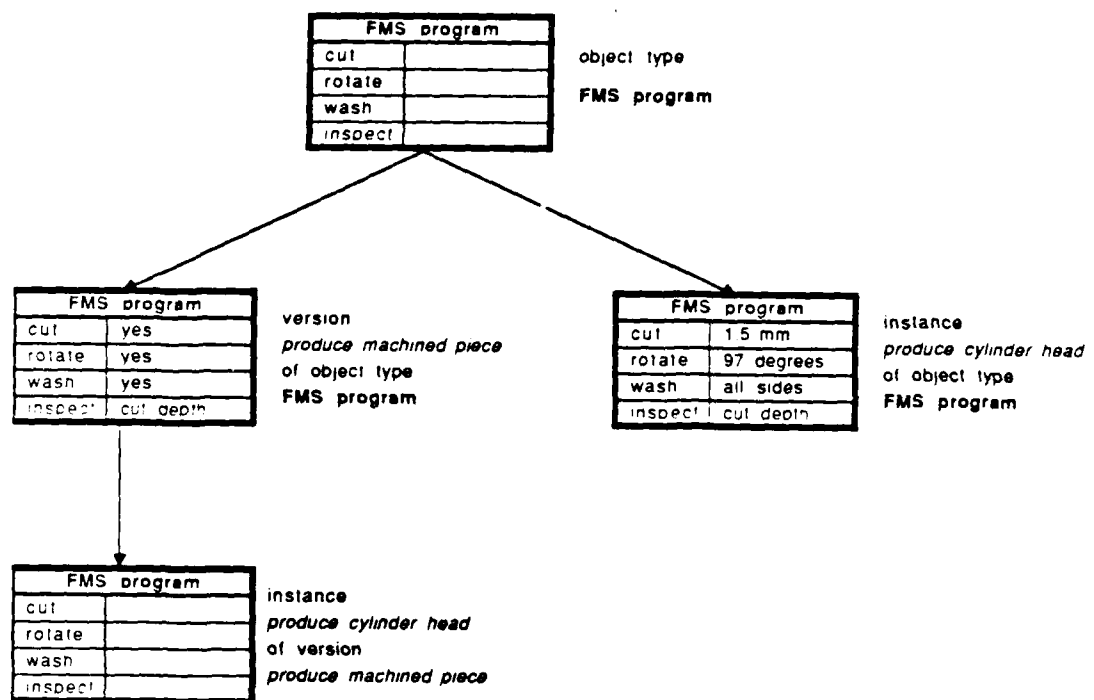 FMS program
cut
rotate
wash
inspect
object type
FMS program
FMS program
cut yes
rotate yes
wash yes
inspect cut depth
version
produce machined piece
of object type
FMS program
FMS program
cut 1.5 mm
rotate 97 degrees
wash all sides
inspect cut depth
instance
produce cylinder head
of object type
FMS program
FMS program
cut
rotate
wash
inspect
instance
produce cylinder head
of version
produce machined piece